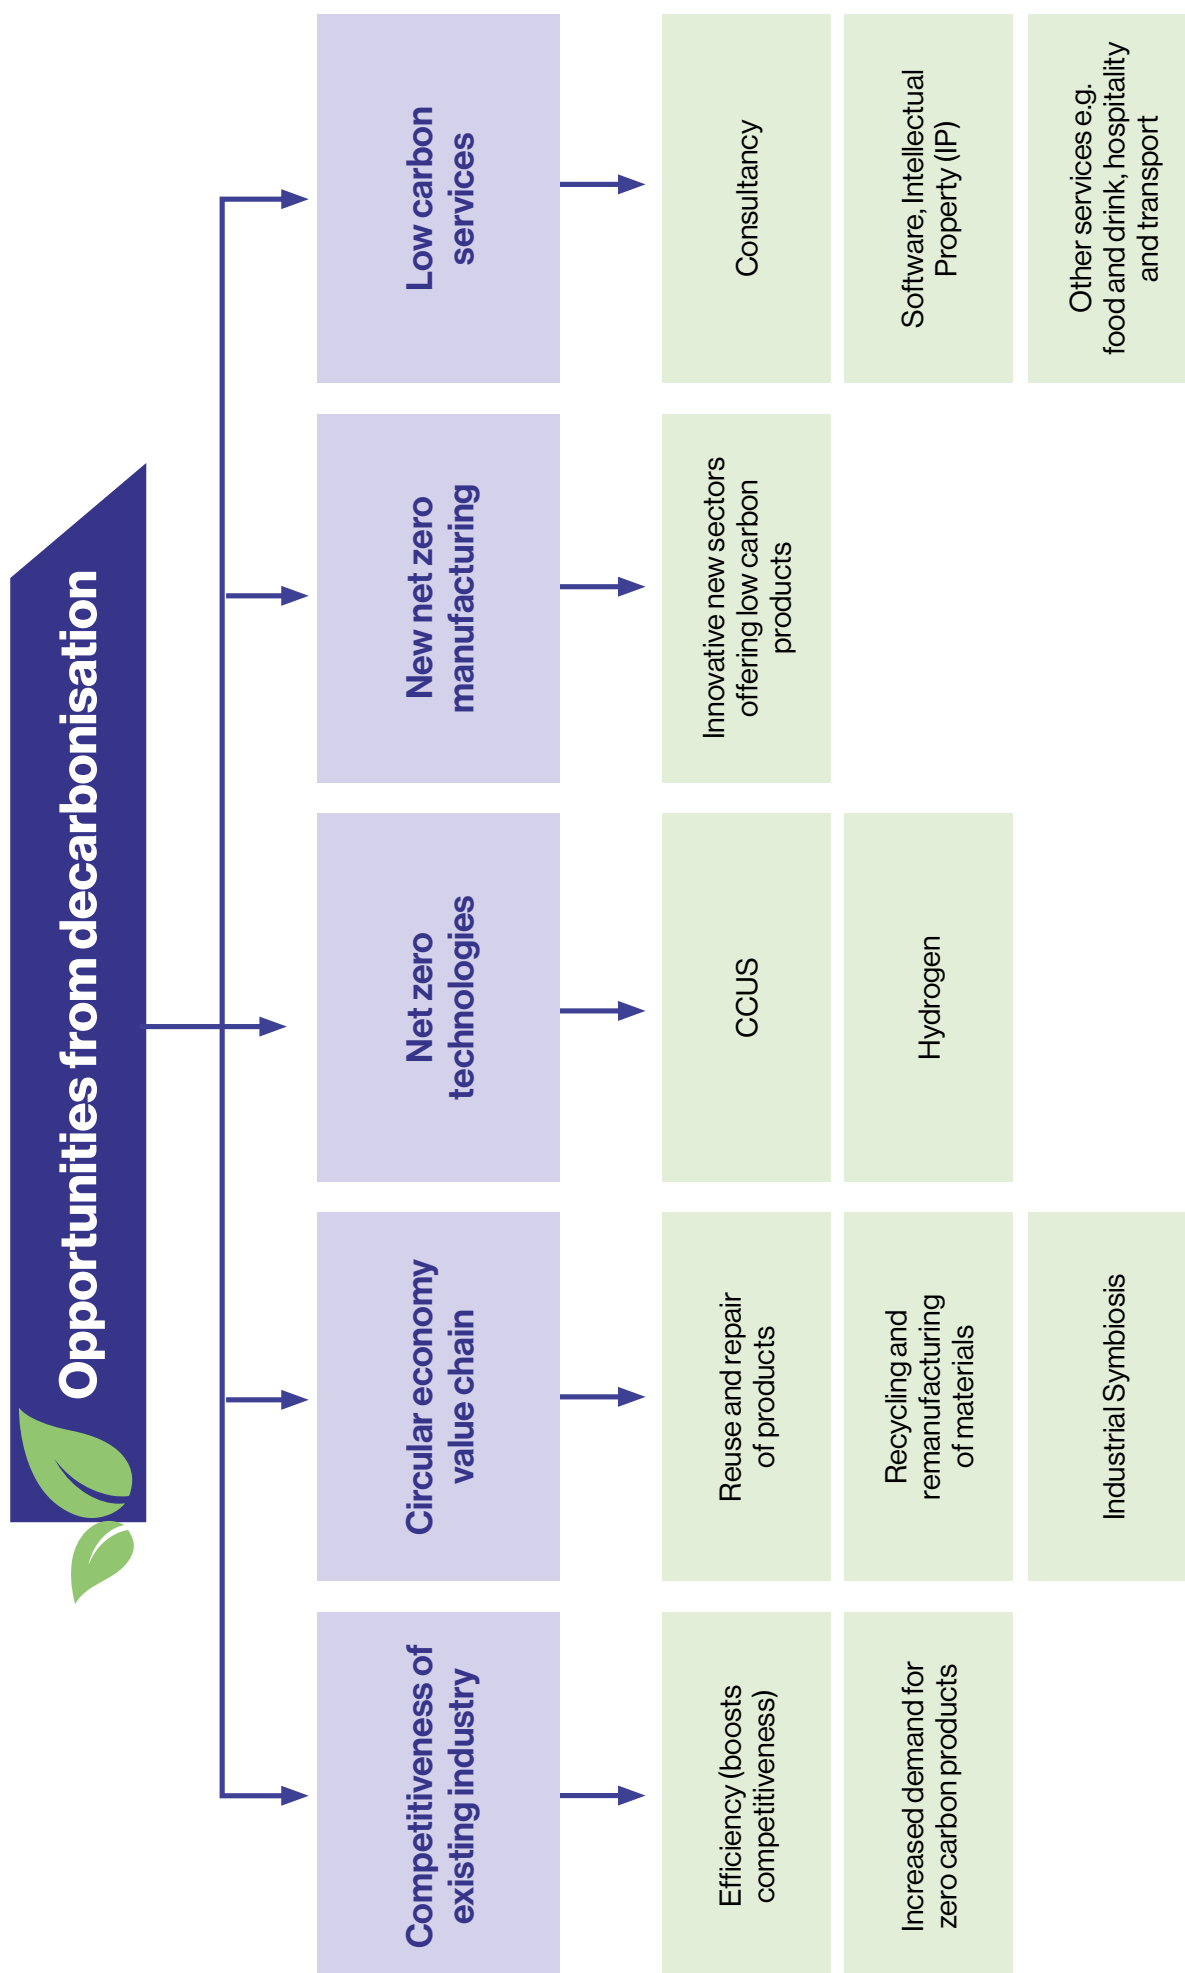 Opportunities from decarbonisation
Competitiveness of
existing industry
Efficiency (boosts
competitiveness)
Increased demand for
zero carbon products
Circular economy
value chain
Reuse and repair
of products
Recycling and
remanufacturing
of materials
Industrial Symbiosis
Net zero
technologies
CCUS
Hydrogen
New net zero
manufacturing
Innovative new sectors
offering low carbon
products
Low carbon
services
Consultancy
Software, Intellectual
Property (IP)
Other services e.g.
food and drink, hospitality
and transport